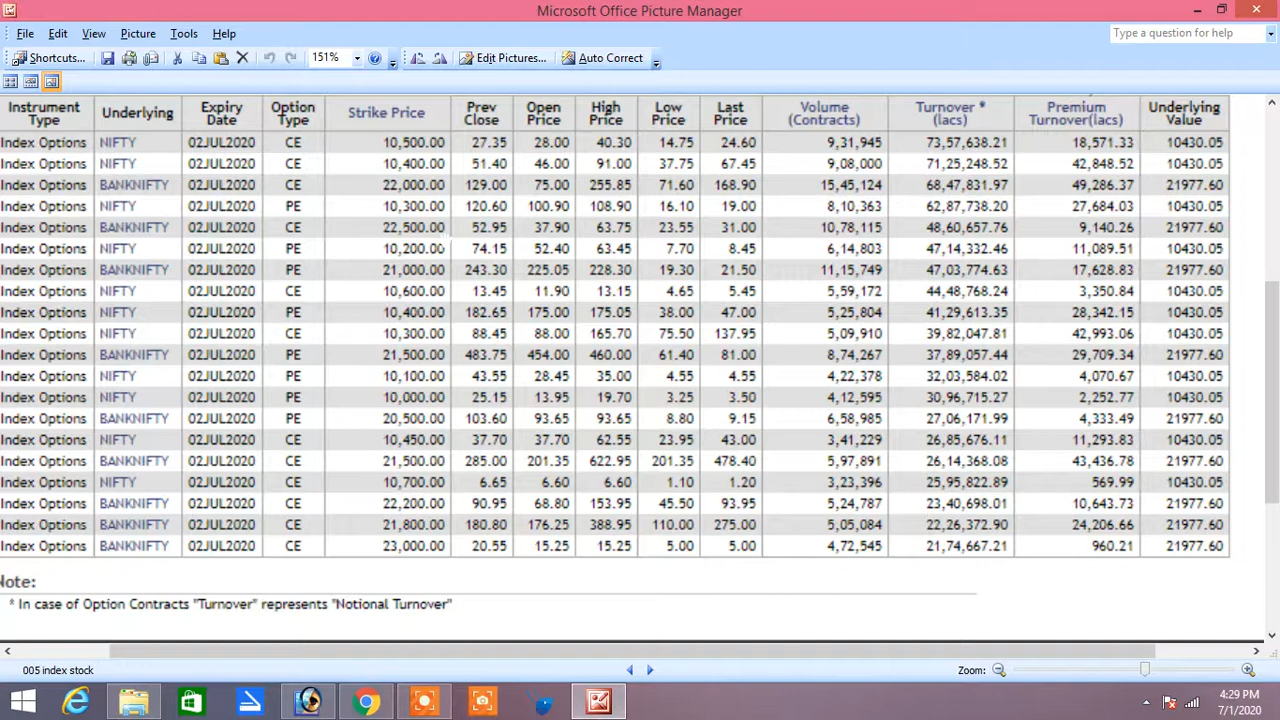 Microsoft Office Picture Manager
File Edit View Picture Tools Help Type a question for help
Shortcuts... 151% Edit Pictures... Auto Correct
Instrument Type Underlying Expiry Date Option Type Strike Price Prev Close Open Price High Price Low Price Last Price Volume (Contracts) Turnover * (lacs) Premium Turnover(lacs) Underlying Value
Index Options NIFTY 02JUL2020 CE 10,500.00 27.35 28.00 40.30 14.75 24.60 9,31,945 73,57,638.21 18,571.33 10430.05
Index Options NIFTY 02JUL2020 CE 10,400.00 51.40 46.00 91.00 37.75 67.45 9,08,000 71,25,248.52 42,848.52 10430.05
Index Options BANKNIFTY 02JUL2020 CE 22,000.00 129.00 75.00 255.85 71.60 168.90 15,45,124 68,47,831.97 49,286.37 21977.60
Index Options NIFTY 02JUL2020 PE 10,300.00 120.60 100.90 108.90 16.10 19.00 8,10,363 62,87,738.20 27,684.03 10430.05
Index Options BANKNIFTY 02JUL2020 CE 22,500.00 52.95 37.90 63.75 23.55 31.00 10,78,115 48,60,657.76 9,140.26 21977.60
Index Options NIFTY 02JUL2020 PE 10,200.00 74.15 52.40 63.45 7.70 8.45 6,14,803 47,14,332.46 11,089.51 10430.05
Index Options BANKNIFTY 02JUL2020 PE 21,000.00 243.30 225.05 228.30 19.30 21.50 11,15,749 47,03,774.63 17,628.83 21977.60
Index Options NIFTY 02JUL2020 CE 10,600.00 13.45 11.90 13.15 4.65 5.45 5,59,172 44,48,768.24 3,350.84 10430.05
Index Options NIFTY 02JUL2020 PE 10,400.00 182.65 175.00 175.05 38.00 47.00 5,25,804 41,29,613.35 28,342.15 10430.05
Index Options NIFTY 02JUL2020 CE 10,300.00 88.45 88.00 165.70 75.50 137.95 5,09,910 39,82,047.81 42,993.06 10430.05
Index Options BANKNIFTY 02JUL2020 PE 21,500.00 483.75 454.00 460.00 61.40 81.00 8,74,267 37,89,057.44 29,709.34 21977.60
Index Options NIFTY 02JUL2020 PE 10,100.00 43.55 28.45 35.00 4.55 4.55 4,22,378 32,03,584.02 4,070.67 10430.05
Index Options NIFTY 02JUL2020 PE 10,000.00 25.15 13.95 19.70 3.25 3.50 4,12,595 30,96,715.27 2,252.77 10430.05
Index Options BANKNIFTY 02JUL2020 PE 20,500.00 103.60 93.65 93.65 8.80 9.15 6,58,985 27,06,171.99 4,333.49 21977.60
Index Options NIFTY 02JUL2020 CE 10,450.00 37.70 37.70 62.55 23.95 43.00 3,41,229 26,85,676.11 11,293.83 10430.05
Index Options BANKNIFTY 02JUL2020 CE 21,500.00 285.00 201.35 622.95 201.35 478.40 5,97,891 26,14,368.08 43,436.78 21977.60
Index Options NIFTY 02JUL2020 CE 10,700.00 6.65 6.60 6.60 1.10 1.20 3,23,396 25,95,822.89 569.99 10430.05
Index Options BANKNIFTY 02JUL2020 CE 22,200.00 90.95 68.80 153.95 45.50 93.95 5,24,787 23,40,698.01 10,643.73 21977.60
Index Options BANKNIFTY 02JUL2020 CE 21,800.00 180.80 176.25 388.95 110.00 275.00 5,05,084 22,26,372.90 24,206.66 21977.60
Index Options BANKNIFTY 02JUL2020 CE 23,000.00 20.55 15.25 15.25 5.00 5.00 4,72,545 21,74,667.21 960.21 21977.60
Note:
* In case of Option Contracts "Turnover" represents "Notional Turnover"
005 index stock Zoom:
4:29 PM
7/1/2020